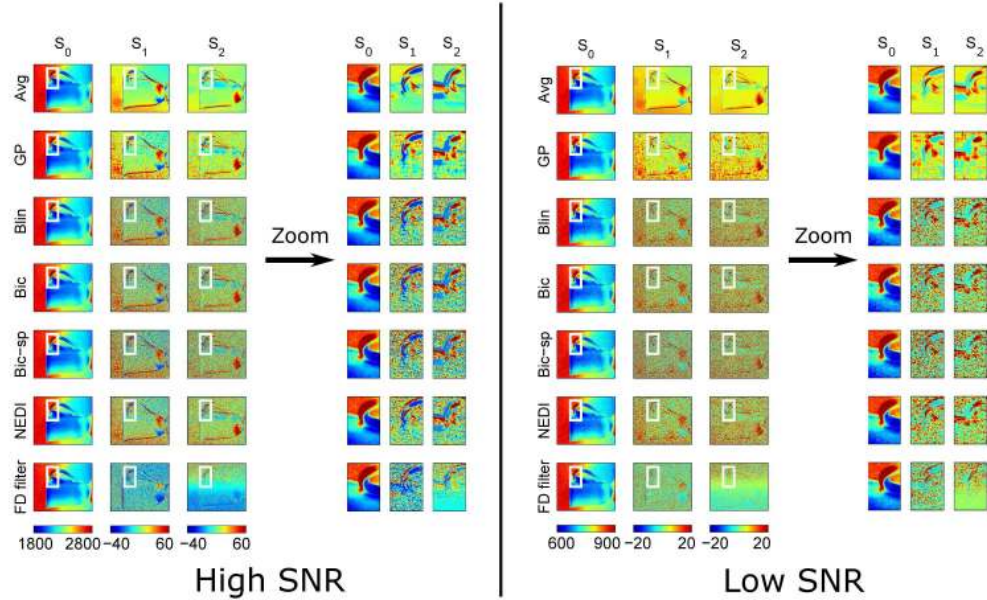 S0 S1 S2 S0 S1 S2
Avg
GP
Blin
Bic
Bic-sp
NEDI
FD filter
Zoom
1800 2800 -40 60 -40 60
High SNR
S0 S1 S2 S0 S1 S2
Avg
GP
Blin
Bic
Bic-sp
NEDI
FD filter
Zoom
600 900 -20 20 -20 20
Low SNR